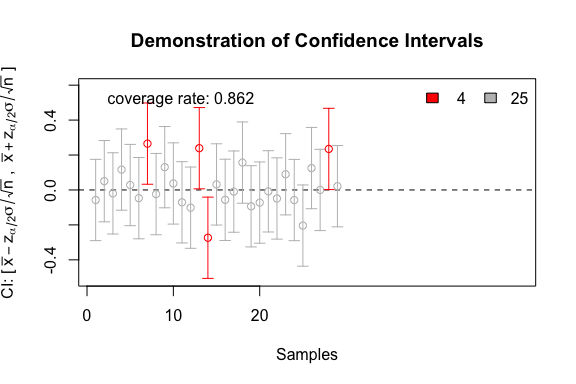 Demonstration of Confidence Intervals
coverage rate: 0.862
4
25
CI: [ x̄ − zα/2σ/√n , x̄ + zα/2σ/√n ]
0.4
0.0
-0.4
0
10
20
Samples